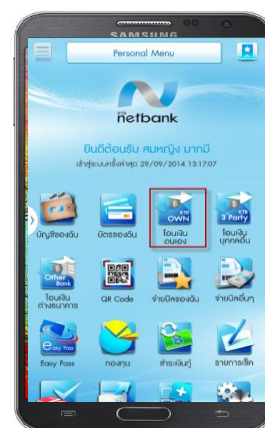 SAMSUNG
Personal Menu
KTB
netbank
ยินดีต้อนรับ สมหญิง มากมี
เข้าสู่ระบบครั้งล่าสุด 29/09/2014 13:17:07
KTB OWN
KTB 3 Party
บัญชีของฉัน
บัตรของฉัน
โอนเงิน
ตนเอง
โอนเงิน
บุคคลอื่น
Other
Bank
โอนเงิน
ต่างธนาคาร
QR Code
จ่ายบิลของฉัน
จ่ายบิลอื่นๆ
Easy Pass
Easy Pass
กองทุน
ชำระเงินกู้
รายการเช็ค